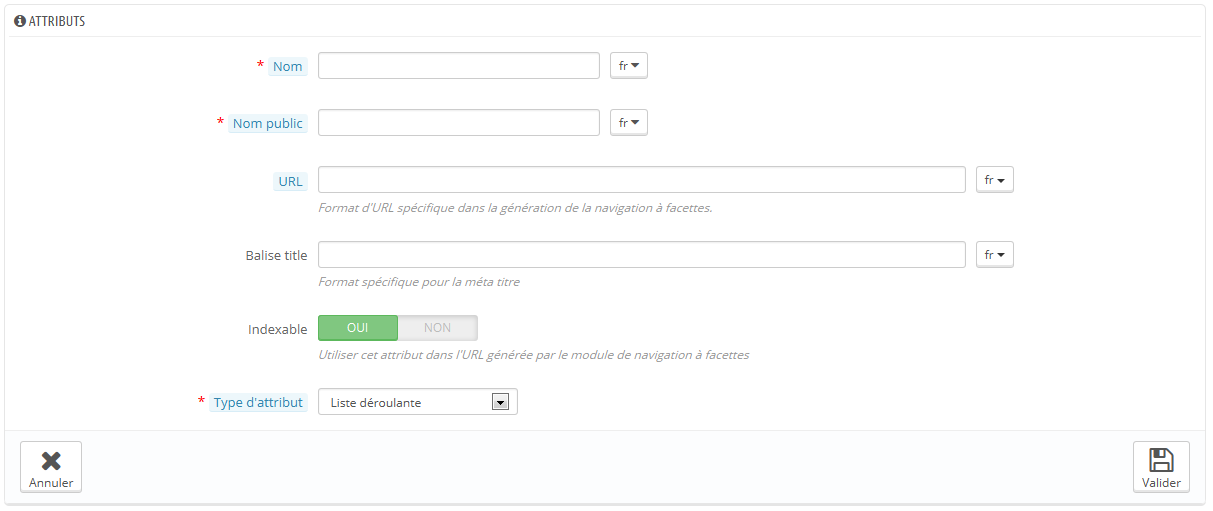 ATTRIBUTS
* Nom fr
* Nom public fr
URL fr
Format d'URL spécifique dans la génération de la navigation à facettes.
Balise title fr
Format spécifique pour la méta titre
Indexable OUI NON
Utiliser cet attribut dans l'URL générée par le module de navigation à facettes
* Type d'attribut Liste déroulante
Annuler Valider